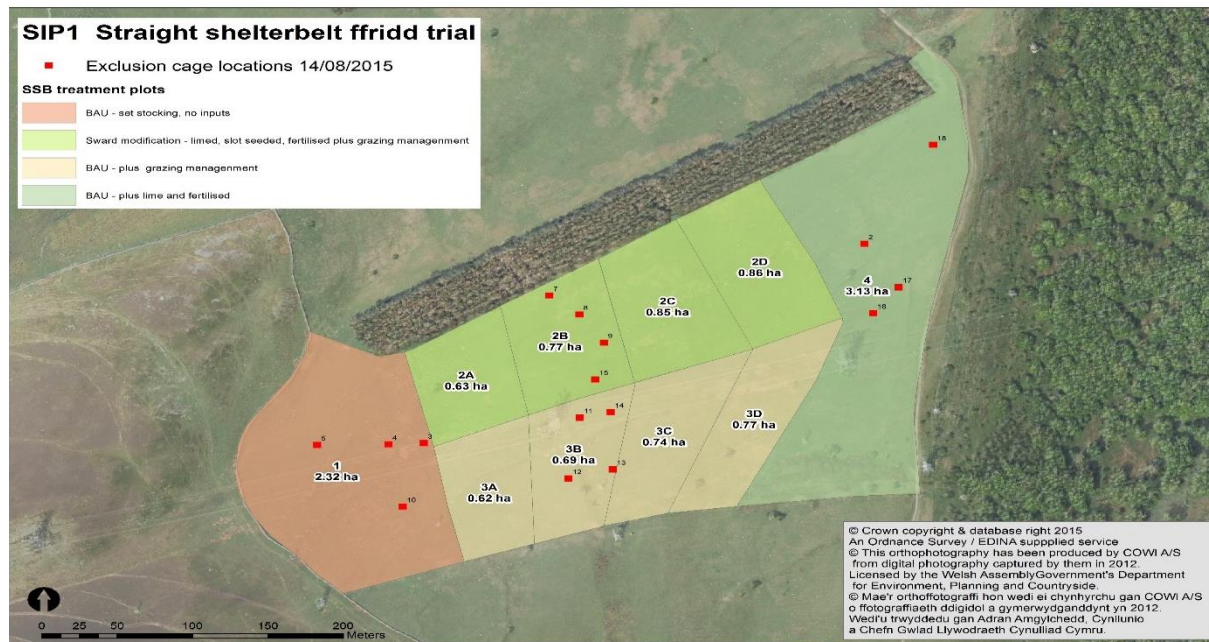 SIP1 Straight shelterbelt ffridd trial
Exclusion cage locations 14/08/2015
SSB treatment plots
BAU - set stocking, no inputs
Sward modification - limed, slot seeded, fertilised plus grazing managenment
BAU - plus grazing managenment
BAU - plus lime and fertilised
18
2
17
16
4
3.13 ha
2D
0.86 ha
2C
0.85 ha
7
8
2B
0.77 ha
9
15
2A
0.63 ha
11
14
3D
0.77 ha
3C
0.74 ha
3B
0.69 ha
13
12
3A
0.62 ha
5
4
3
1
2.32 ha
10
0 50 100 150 200
Meters
© Crown copyright & database right 2015
An Ordnance Survey / EDINA suppplied service
© This orthophotography has been produced by COWI A/S
from digital photography captured by them in 2012.
Licensed by the Welsh AssemblyGovernment's Department
for Environment, Planning and Countryside.
© Mae'r orthoffotograffi hon wedi ei chynhyrchu gan COWI A/S
o ffotograffiaeth ddigidol a gymerwydganddynt yn 2012.
Wedi'u trwyddedu gan Adran Amgylchedd, Cynllunio
a Chefn Gwlad Llywodraeth Cynulliad Cymru.